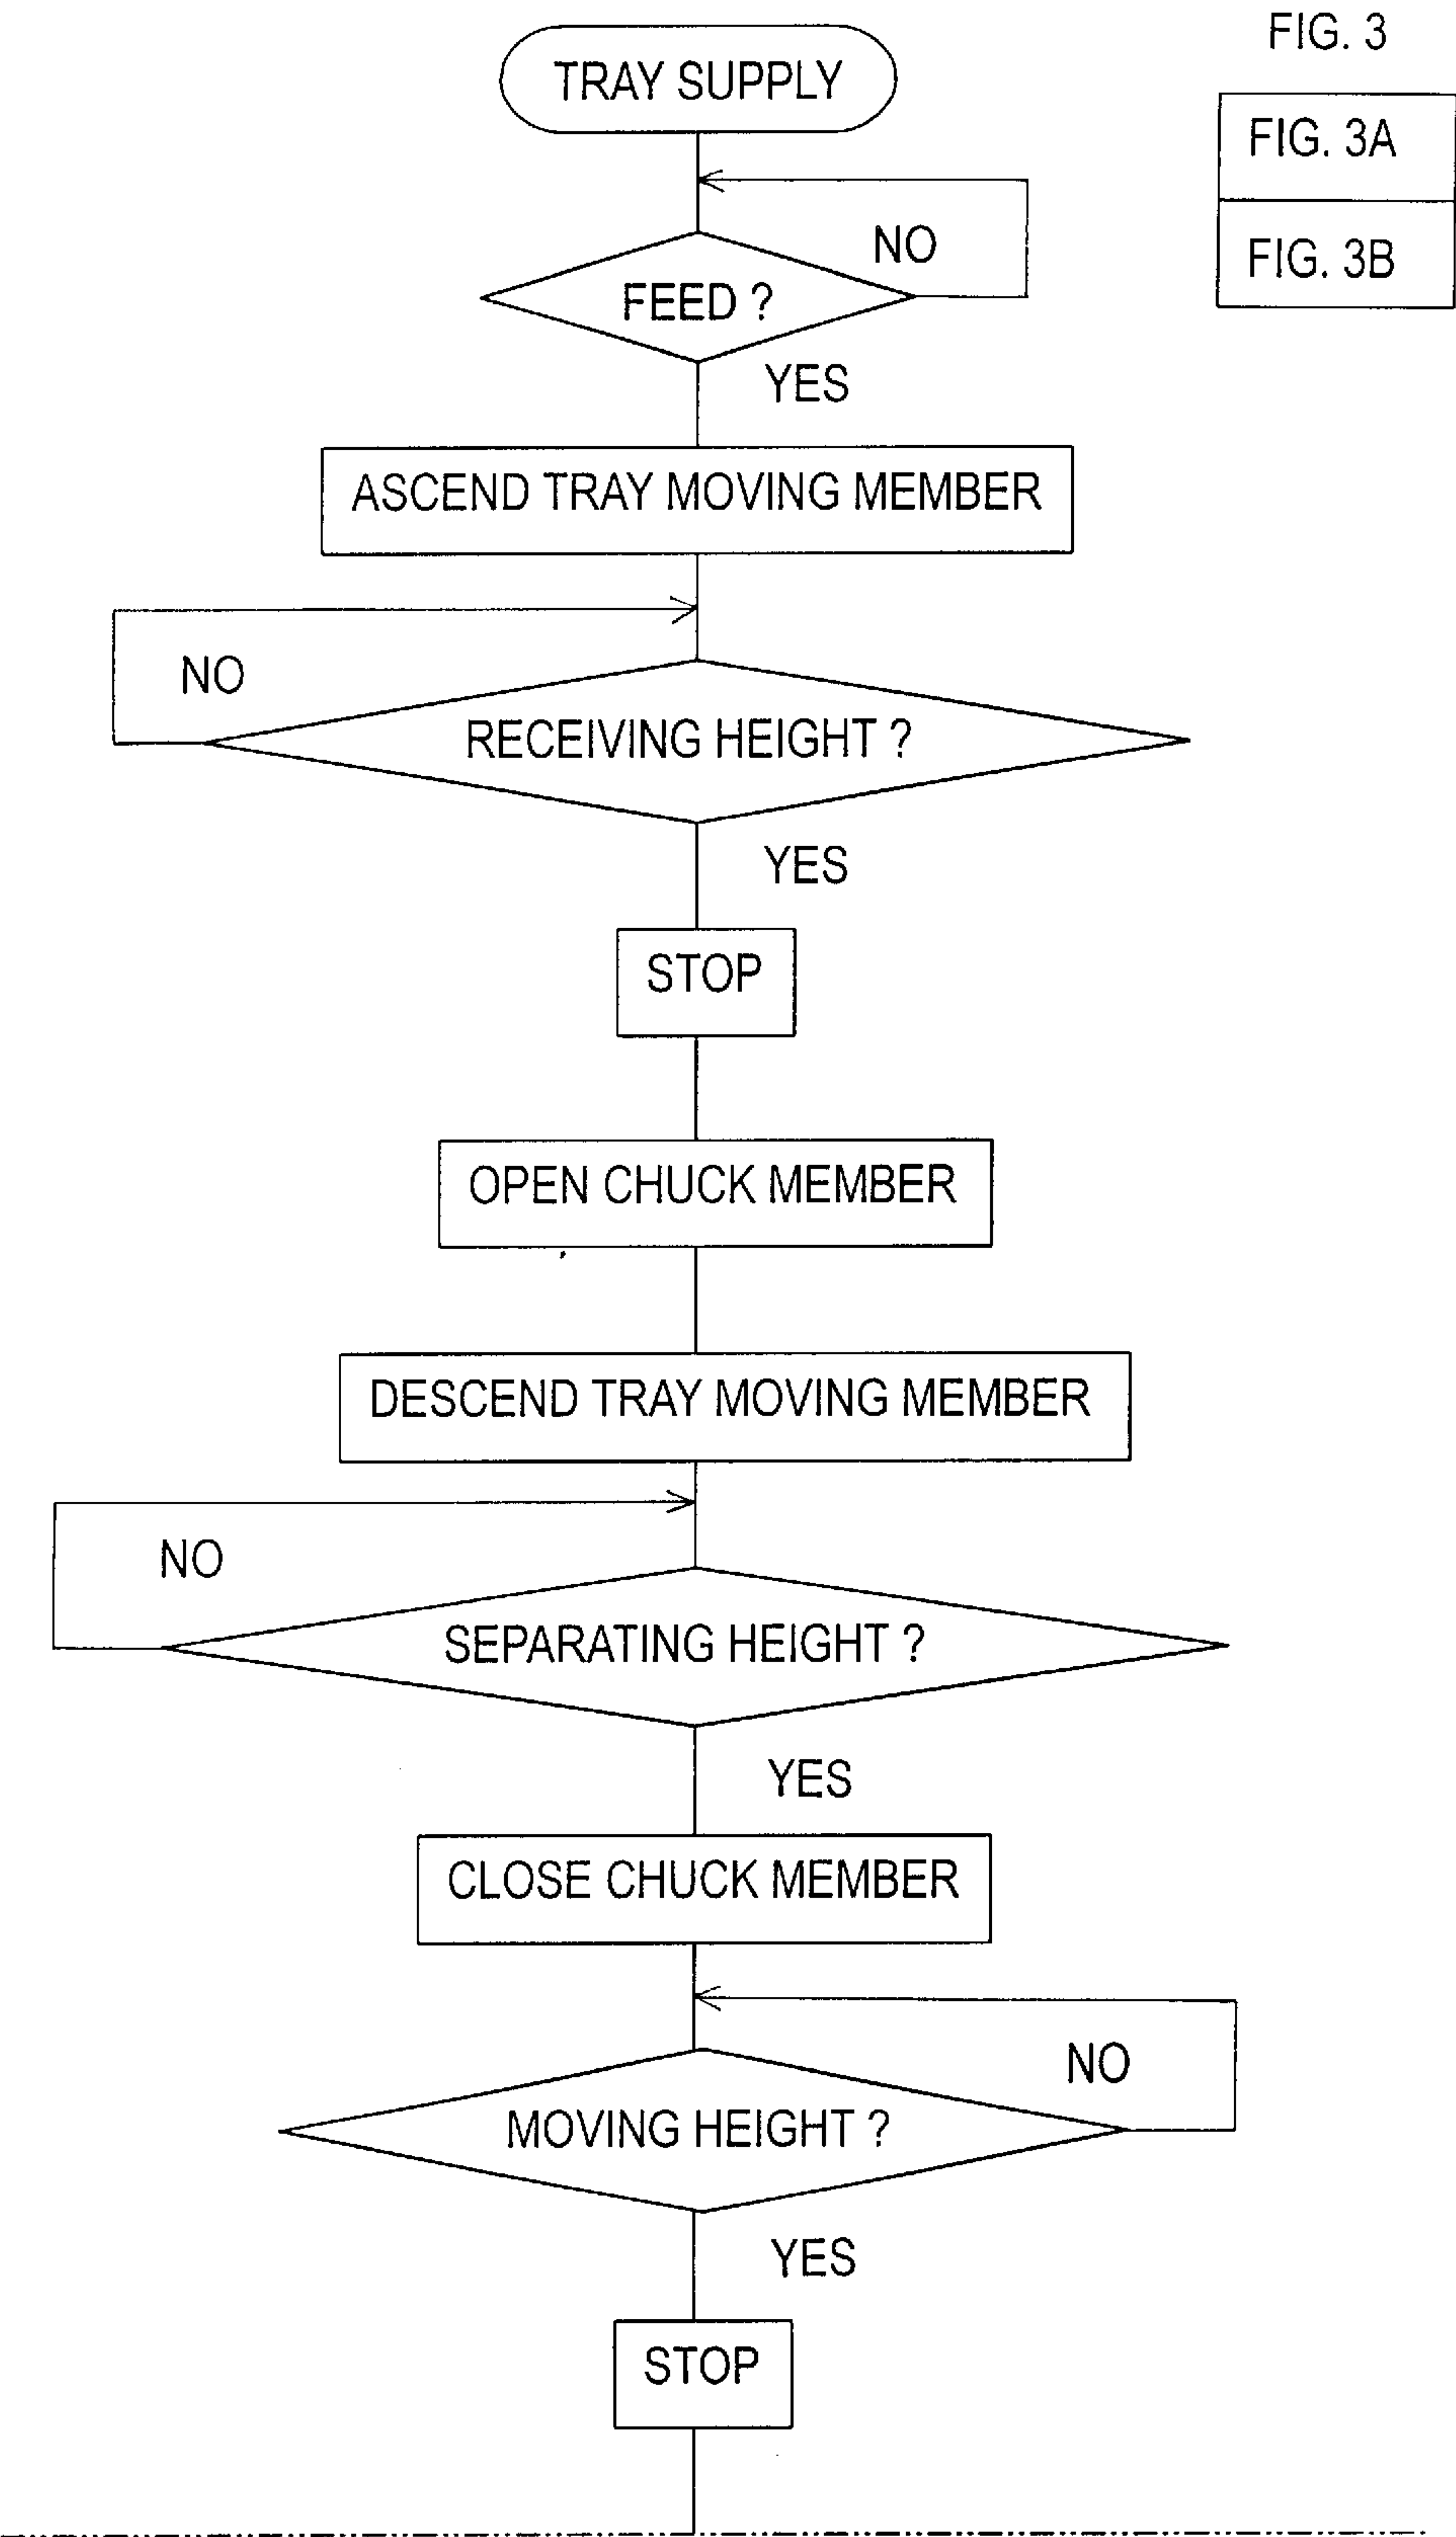 FIG. 3
FIG. 3A
FIG. 3B
TRAY SUPPLY
NO
FEED ?
YES
ASCEND TRAY MOVING MEMBER
NO
RECEIVING HEIGHT ?
YES
STOP
OPEN CHUCK MEMBER
DESCEND TRAY MOVING MEMBER
NO
SEPARATING HEIGHT ?
YES
CLOSE CHUCK MEMBER
NO
MOVING HEIGHT ?
YES
STOP